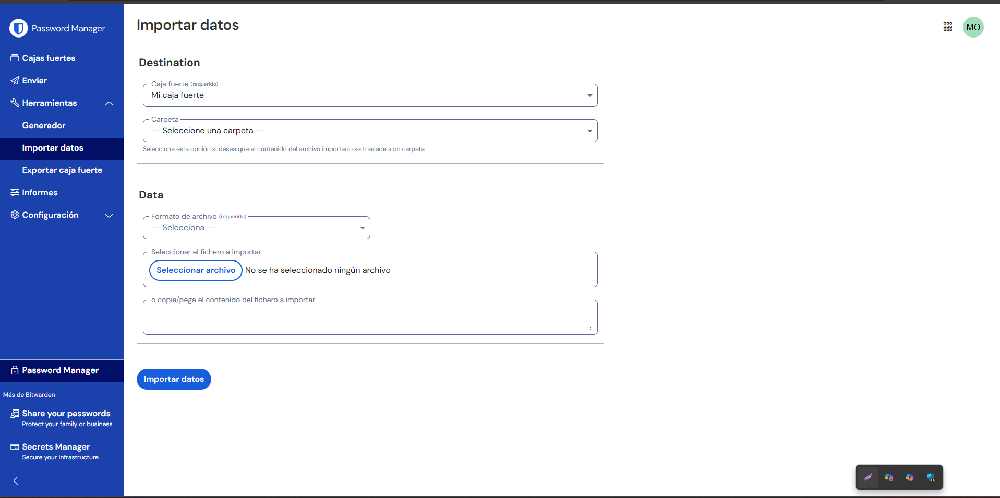 Password Manager
Cajas fuertes
Enviar
Herramientas
Generador
Importar datos
Exportar caja fuerte
Informes
Configuración
Password Manager
Más de Bitwarden
Share your passwords
Protect your family or business
Secrets Manager
Secure your infrastructure
Importar datos
MO
Destination
Caja fuerte (requerido)
Mi caja fuerte
Carpeta
-- Seleccione una carpeta --
Seleccione esta opción si desea que el contenido del archivo importado se traslade a un carpeta
Data
Formato de archivo (requerido)
-- Selecciona --
Seleccionar el fichero a importar
Seleccionar archivo No se ha seleccionado ningún archivo
o copia/pega el contenido del fichero a importar
Importar datos